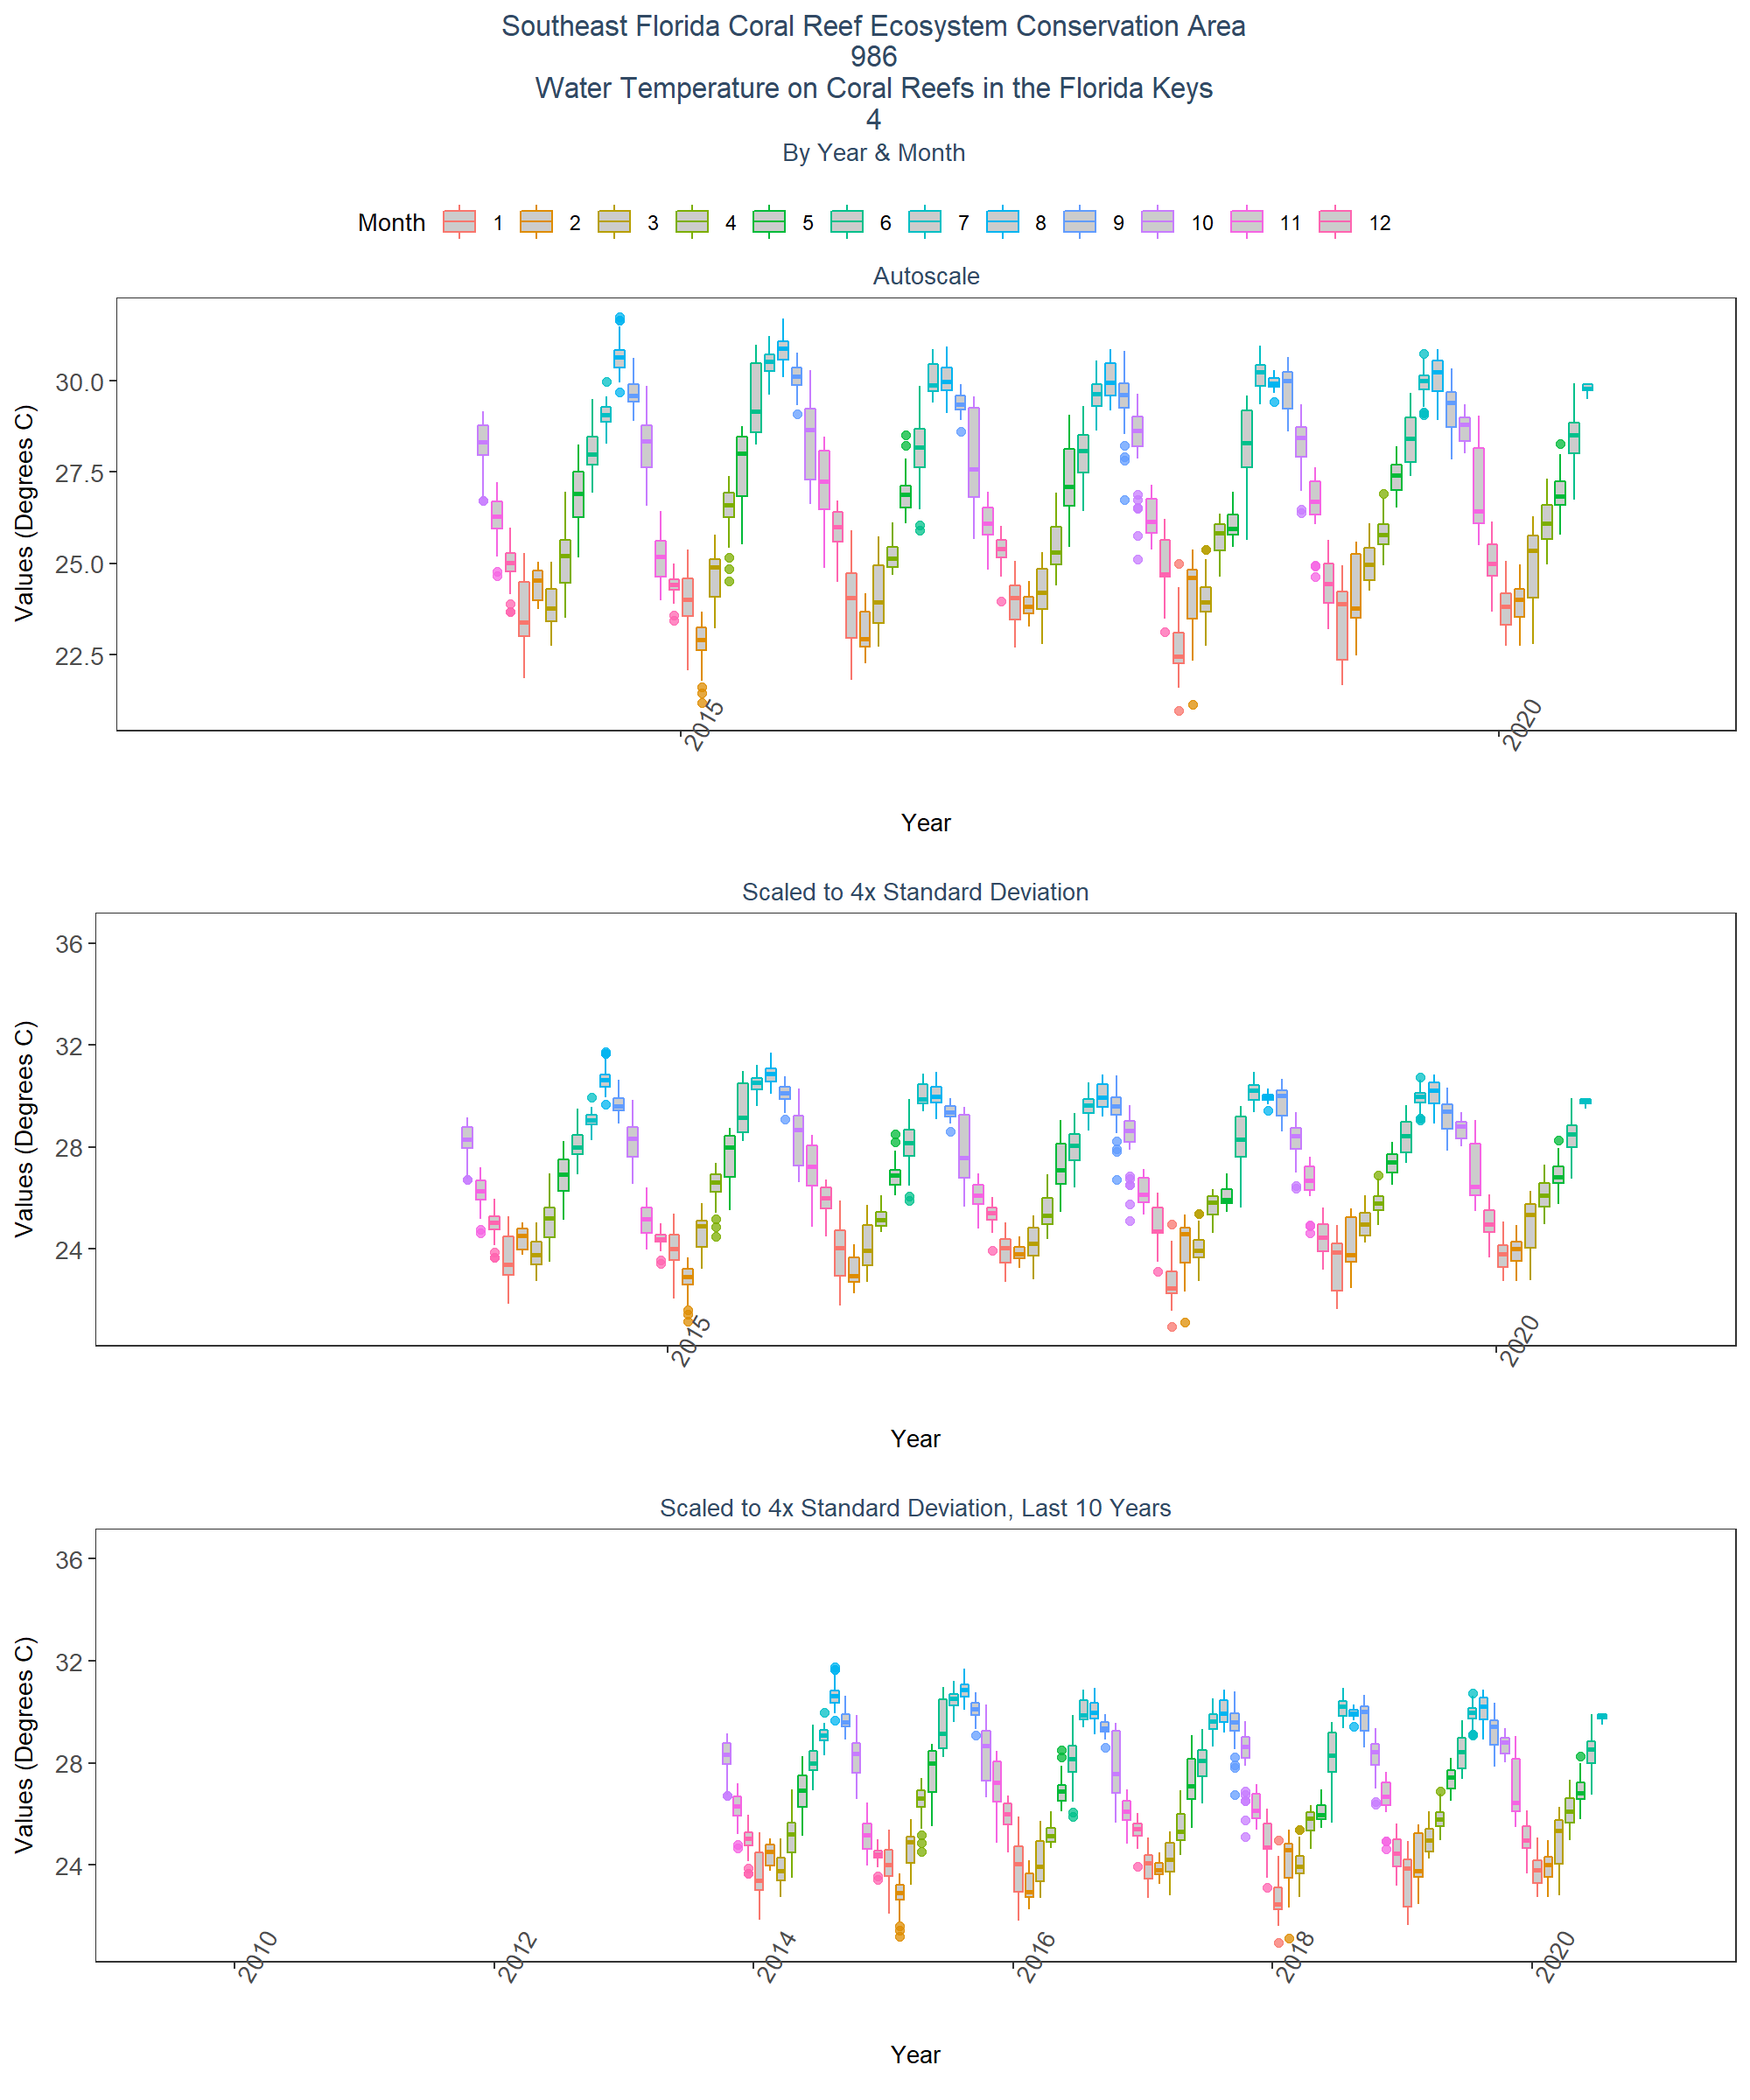 Southeast Florida Coral Reef Ecosystem Conservation Area
986
Water Temperature on Coral Reefs in the Florida Keys
4
By Year & Month
Month 1 2 3 4 5 6 7 8 9 10 11 12
Autoscale
Values (Degrees C)
30.0
27.5
25.0
22.5
2015 2020
Year
Scaled to 4x Standard Deviation
Values (Degrees C)
36
32
28
24
2015 2020
Year
Scaled to 4x Standard Deviation, Last 10 Years
Values (Degrees C)
36
32
28
24
2010 2012 2014 2016 2018 2020
Year